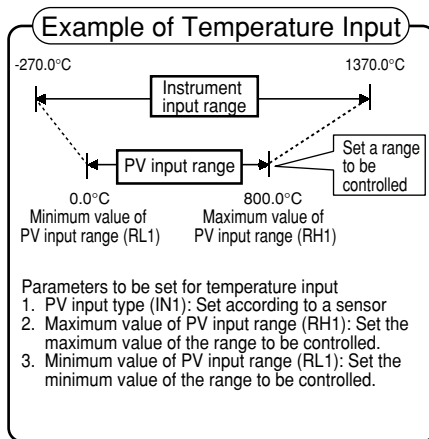 Example of Temperature Input
-270.0°C 1370.0°C
Instrument
input range
PV input range
Set a range
to be
controlled
0.0°C 800.0°C
Minimum value of Maximum value of
PV input range (RL1) PV input range (RH1)
Parameters to be set for temperature input
1. PV input type (IN1): Set according to a sensor
2. Maximum value of PV input range (RH1): Set the
maximum value of the range to be controlled.
3. Minimum value of PV input range (RL1): Set the
minimum value of the range to be controlled.